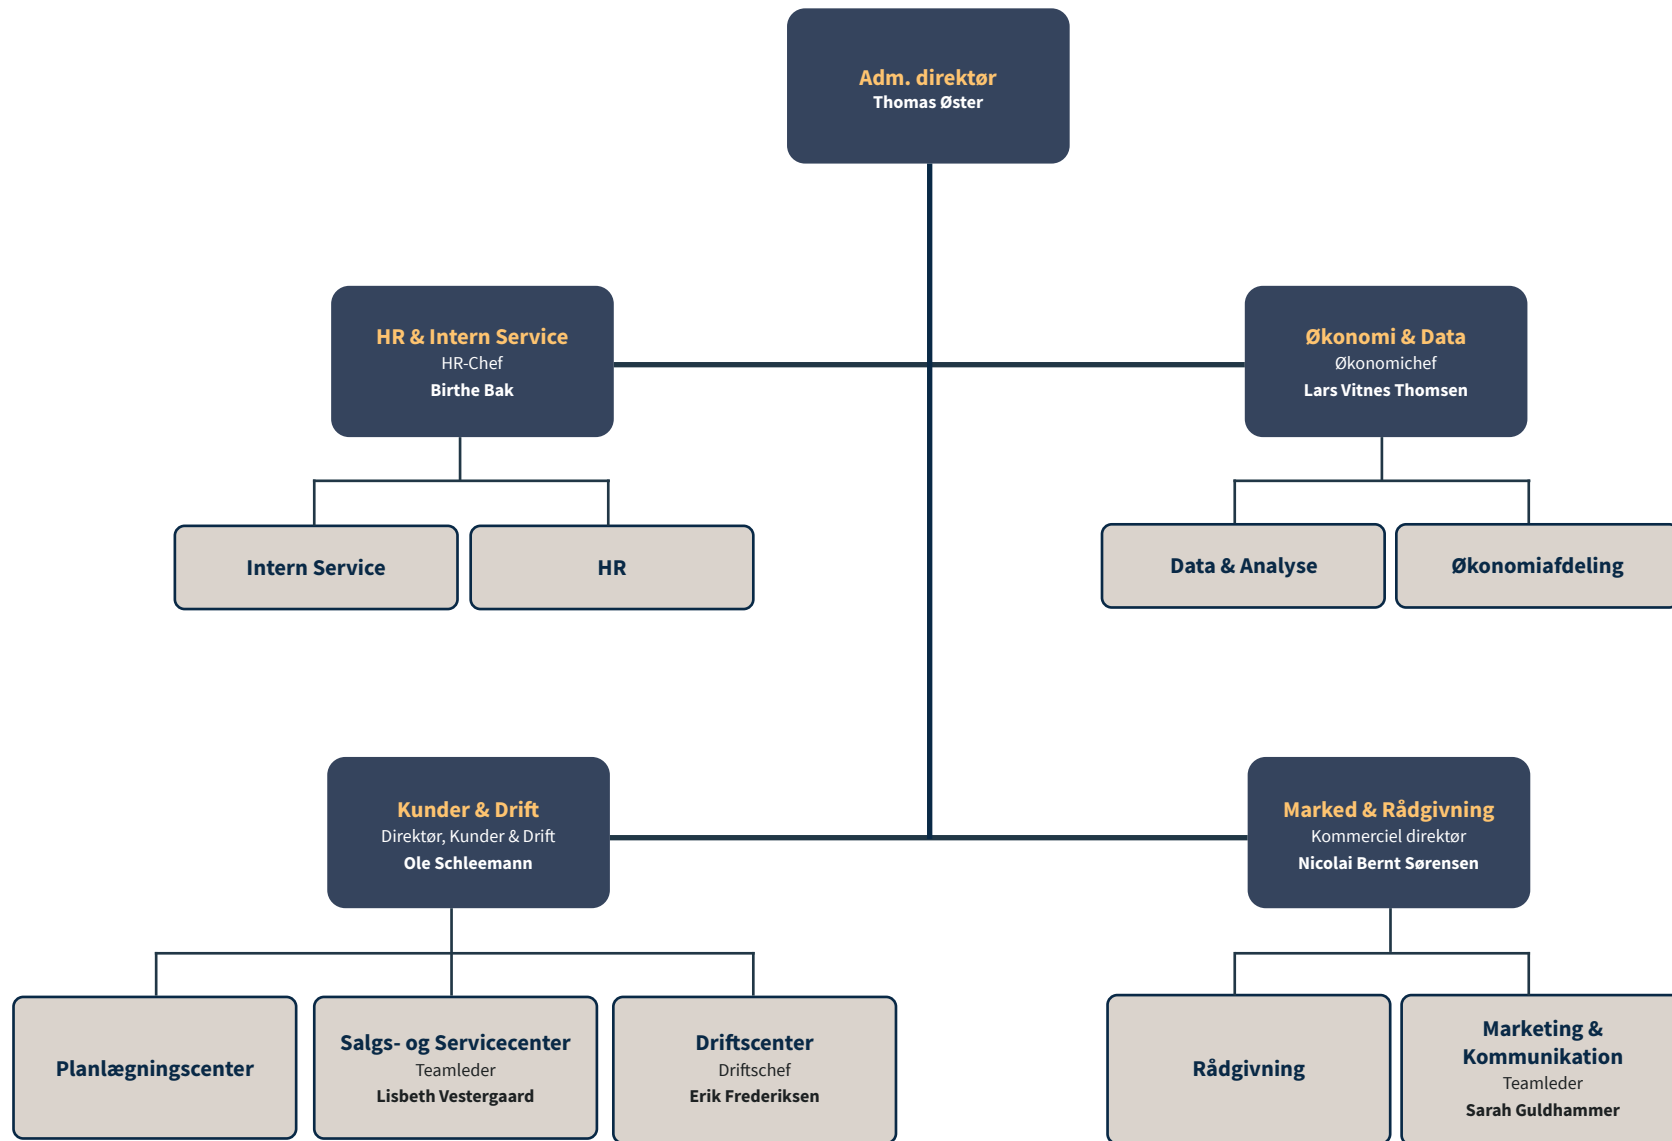 Adm. direktør
Thomas Øster
HR & Intern Service
HR-Chef
Birthe Bak
Økonomi & Data
Økonomichef
Lars Vitnes Thomsen
Intern Service
HR
Data & Analyse
Økonomiafdeling
Kunder & Drift
Direktør, Kunder & Drift
Ole Schleemann
Marked & Rådgivning
Kommerciel direktør
Nicolai Bernt Sørensen
Planlægningscenter
Salgs- og Servicecenter
Teamleder
Lisbeth Vestergaard
Driftscenter
Driftschef
Erik Frederiksen
Rådgivning
Marketing &
Kommunikation
Teamleder
Sarah Guldhammer